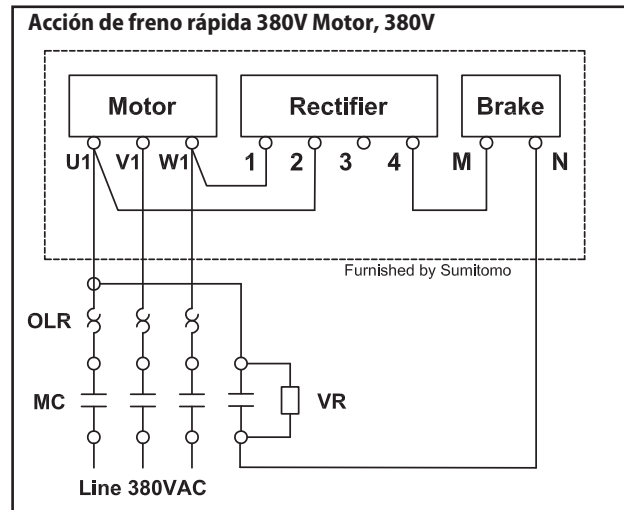 Acción de freno rápida 380V Motor, 380V
Motor Rectifier Brake
U1 V1 W1 1 2 3 4 M N
Furnished by Sumitomo
OLR
MC VR
Line 380VAC